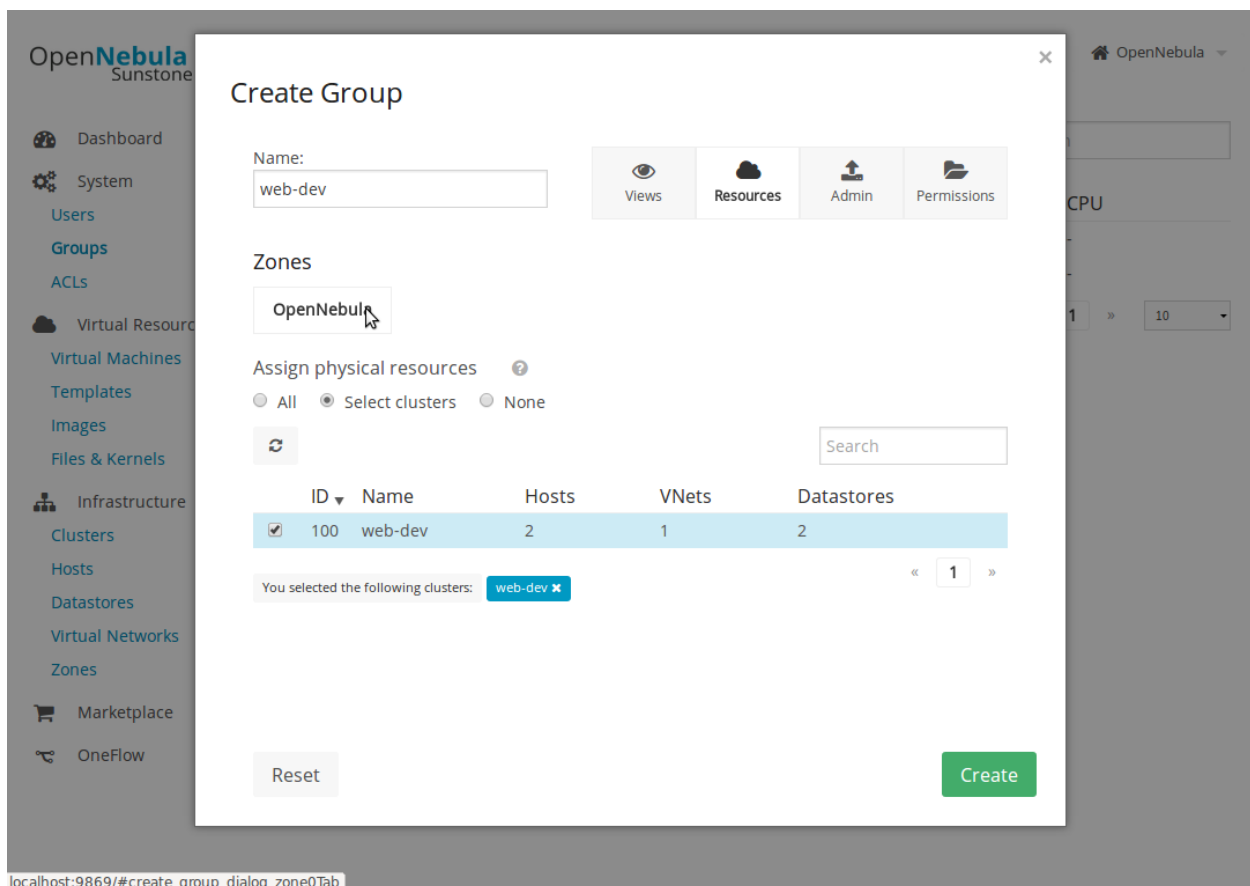 OpenNebula
Sunstone
OpenNebula
Dashboard
System
Users
Groups
ACLs
Virtual Resourc
Virtual Machines
Templates
Images
Files & Kernels
Infrastructure
Clusters
Hosts
Datastores
Virtual Networks
Zones
Marketplace
OneFlow
×
Create Group
Name:
web-dev
Views
Resources
Admin
Permissions
Zones
OpenNebula
Assign physical resources ?
All Select clusters None
Search
ID Name Hosts VNets Datastores
100 web-dev 2 1 2
« 1 »
You selected the following clusters: web-dev ×
Reset
Create
CPU
-
-
1 » 10
localhost:9869/#create_group_dialog_zone0Tab